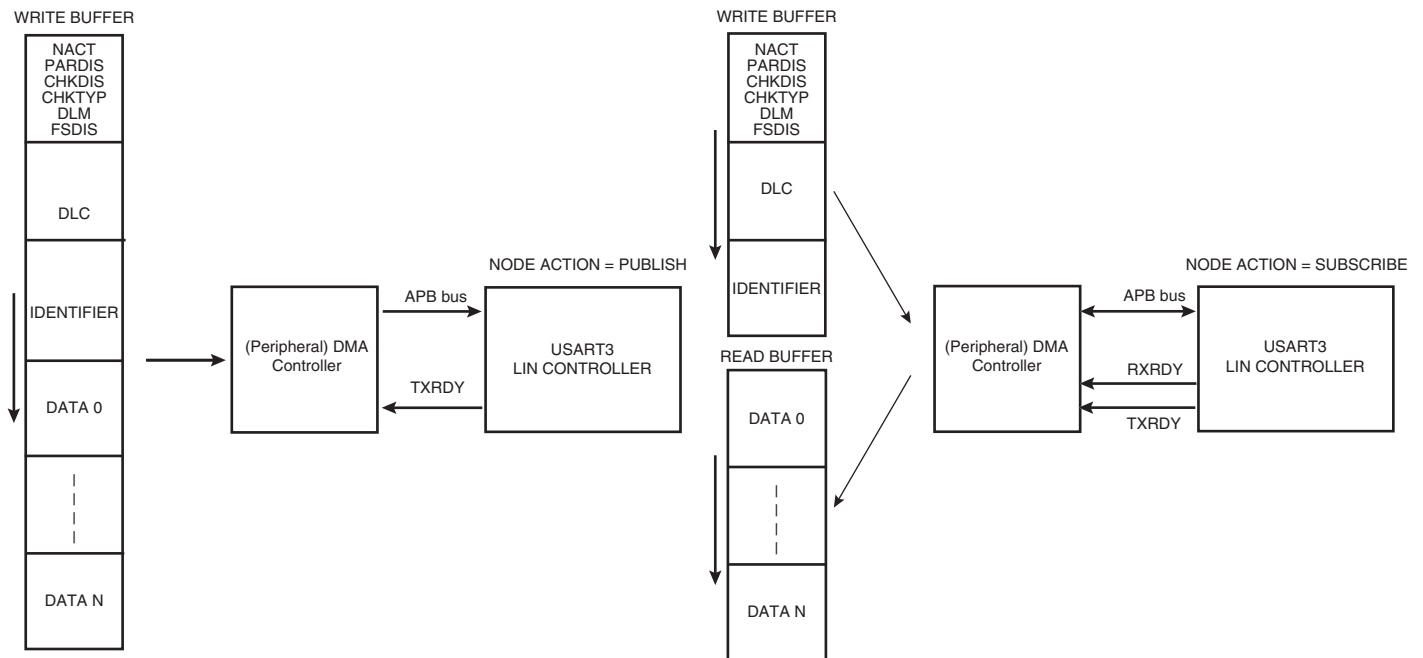 WRITE BUFFER
NACT
PARDIS
CHKDIS
CHKTYP
DLM
FSDIS
DLC
IDENTIFIER
DATA 0
DATA N
(Peripheral) DMA
Controller
APB bus
TXRDY
NODE ACTION = PUBLISH
USART3
LIN CONTROLLER
WRITE BUFFER
NACT
PARDIS
CHKDIS
CHKTYP
DLM
FSDIS
DLC
IDENTIFIER
READ BUFFER
DATA 0
DATA N
(Peripheral) DMA
Controller
APB bus
RXRDY
TXRDY
NODE ACTION = SUBSCRIBE
USART3
LIN CONTROLLER